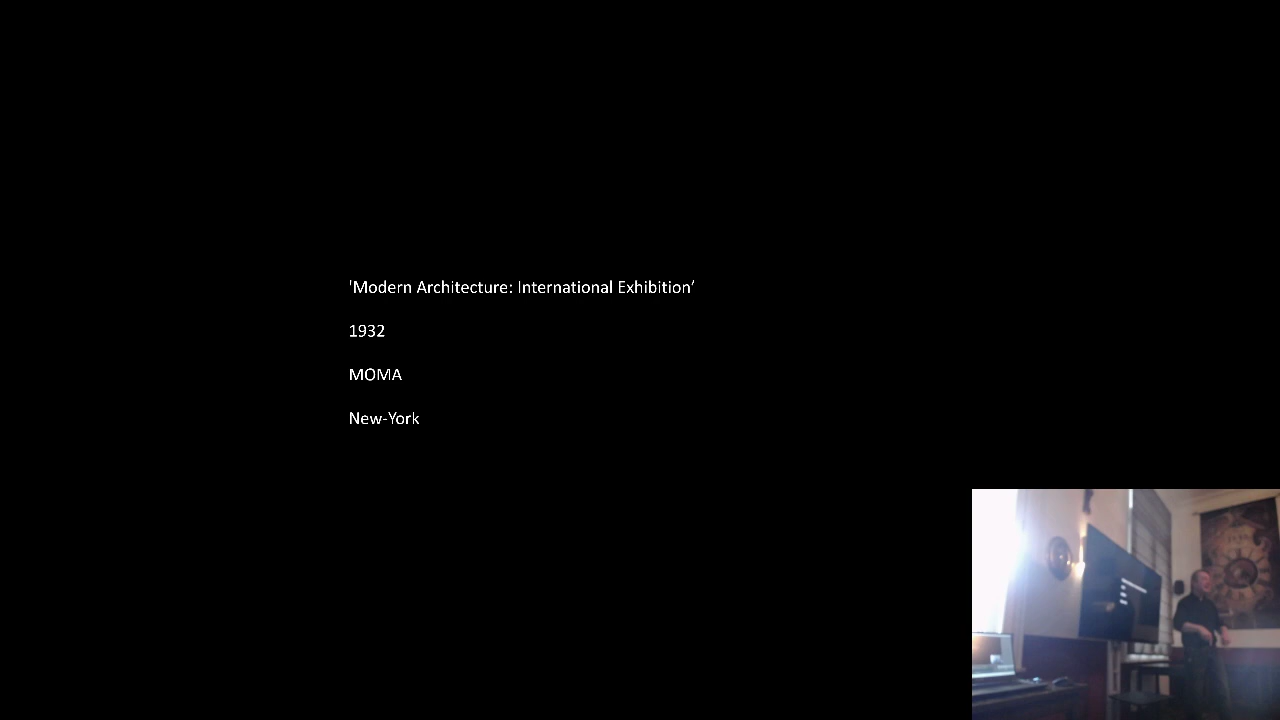 'Modern Architecture: International Exhibition’
1932
MOMA
New-York